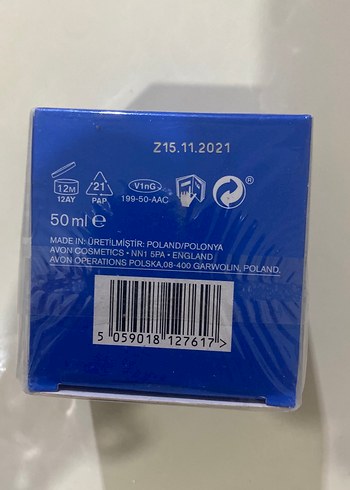 Z15.11.2021
12M
12AY
21
PAP
V1nG
199-50-AAC
®
50 ml e
MADE IN: ÜRETİLMİŞTİR: POLAND/POLONYA
AVON COSMETICS • NN1 5PA • ENGLAND
AVON OPERATIONS POLSKA,08-400 GARWOLIN, POLAND.
5 059018 127617 >